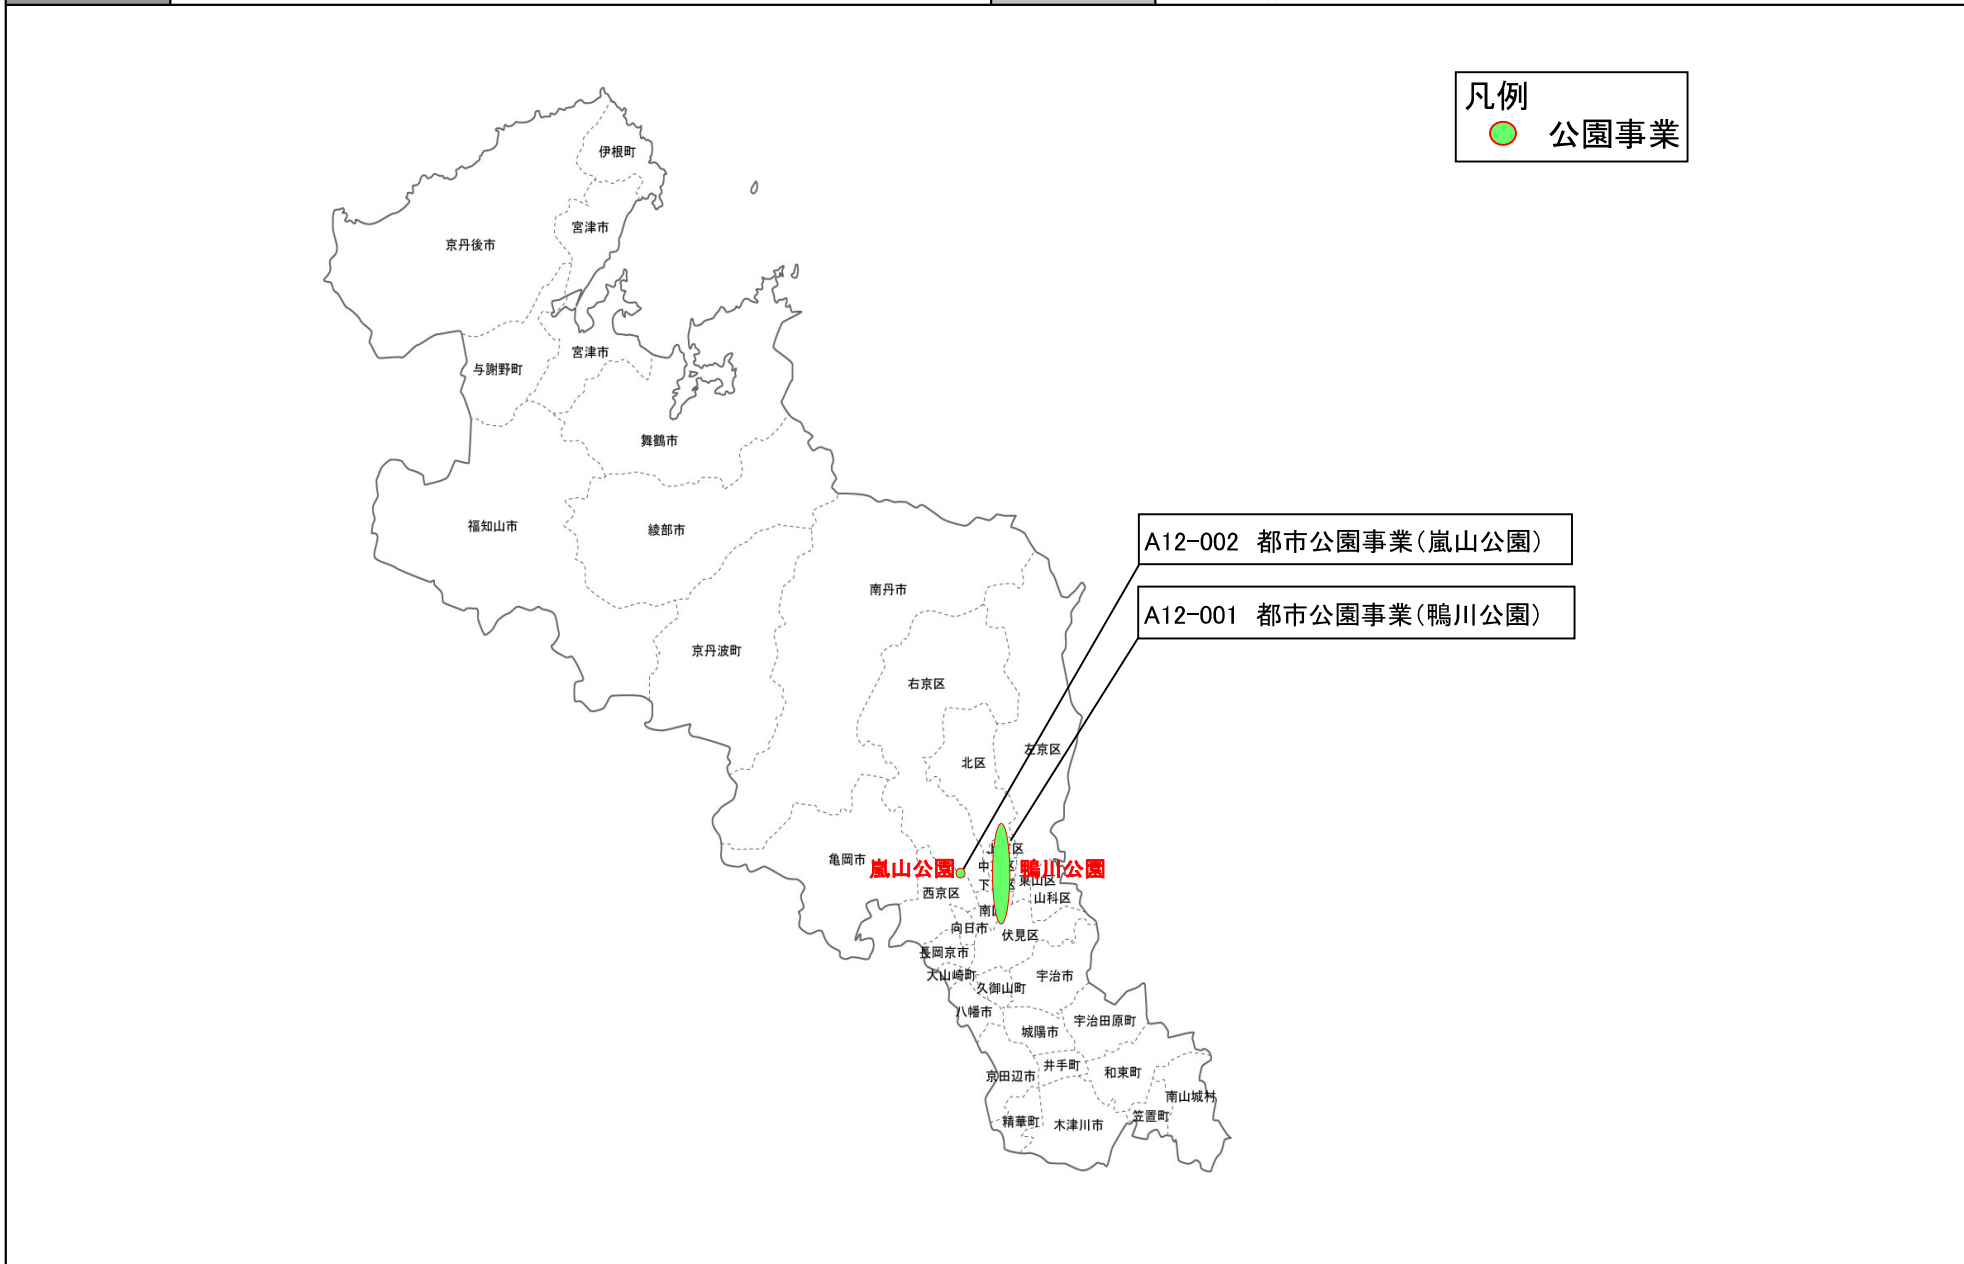 凡例
公園事業
伊根町
宮津市
京丹後市
宮津市
与謝野町
舞鶴市
福知山市
綾部市
A12-002 都市公園事業（嵐山公園）
南丹市
A12-001 都市公園事業（鴨川公園）
京丹波町
右京区
左京区
北区
亀岡市
嵐山公園
鴨川公園
東山区
西京区
山科区
向日市
伏見区
長岡京市
大山崎町
宇治市
久御山町
八幡市
宇治田原町
城陽市
井手町
和束町
京田辺市
南山城村
笠置町
精華町
木津川市